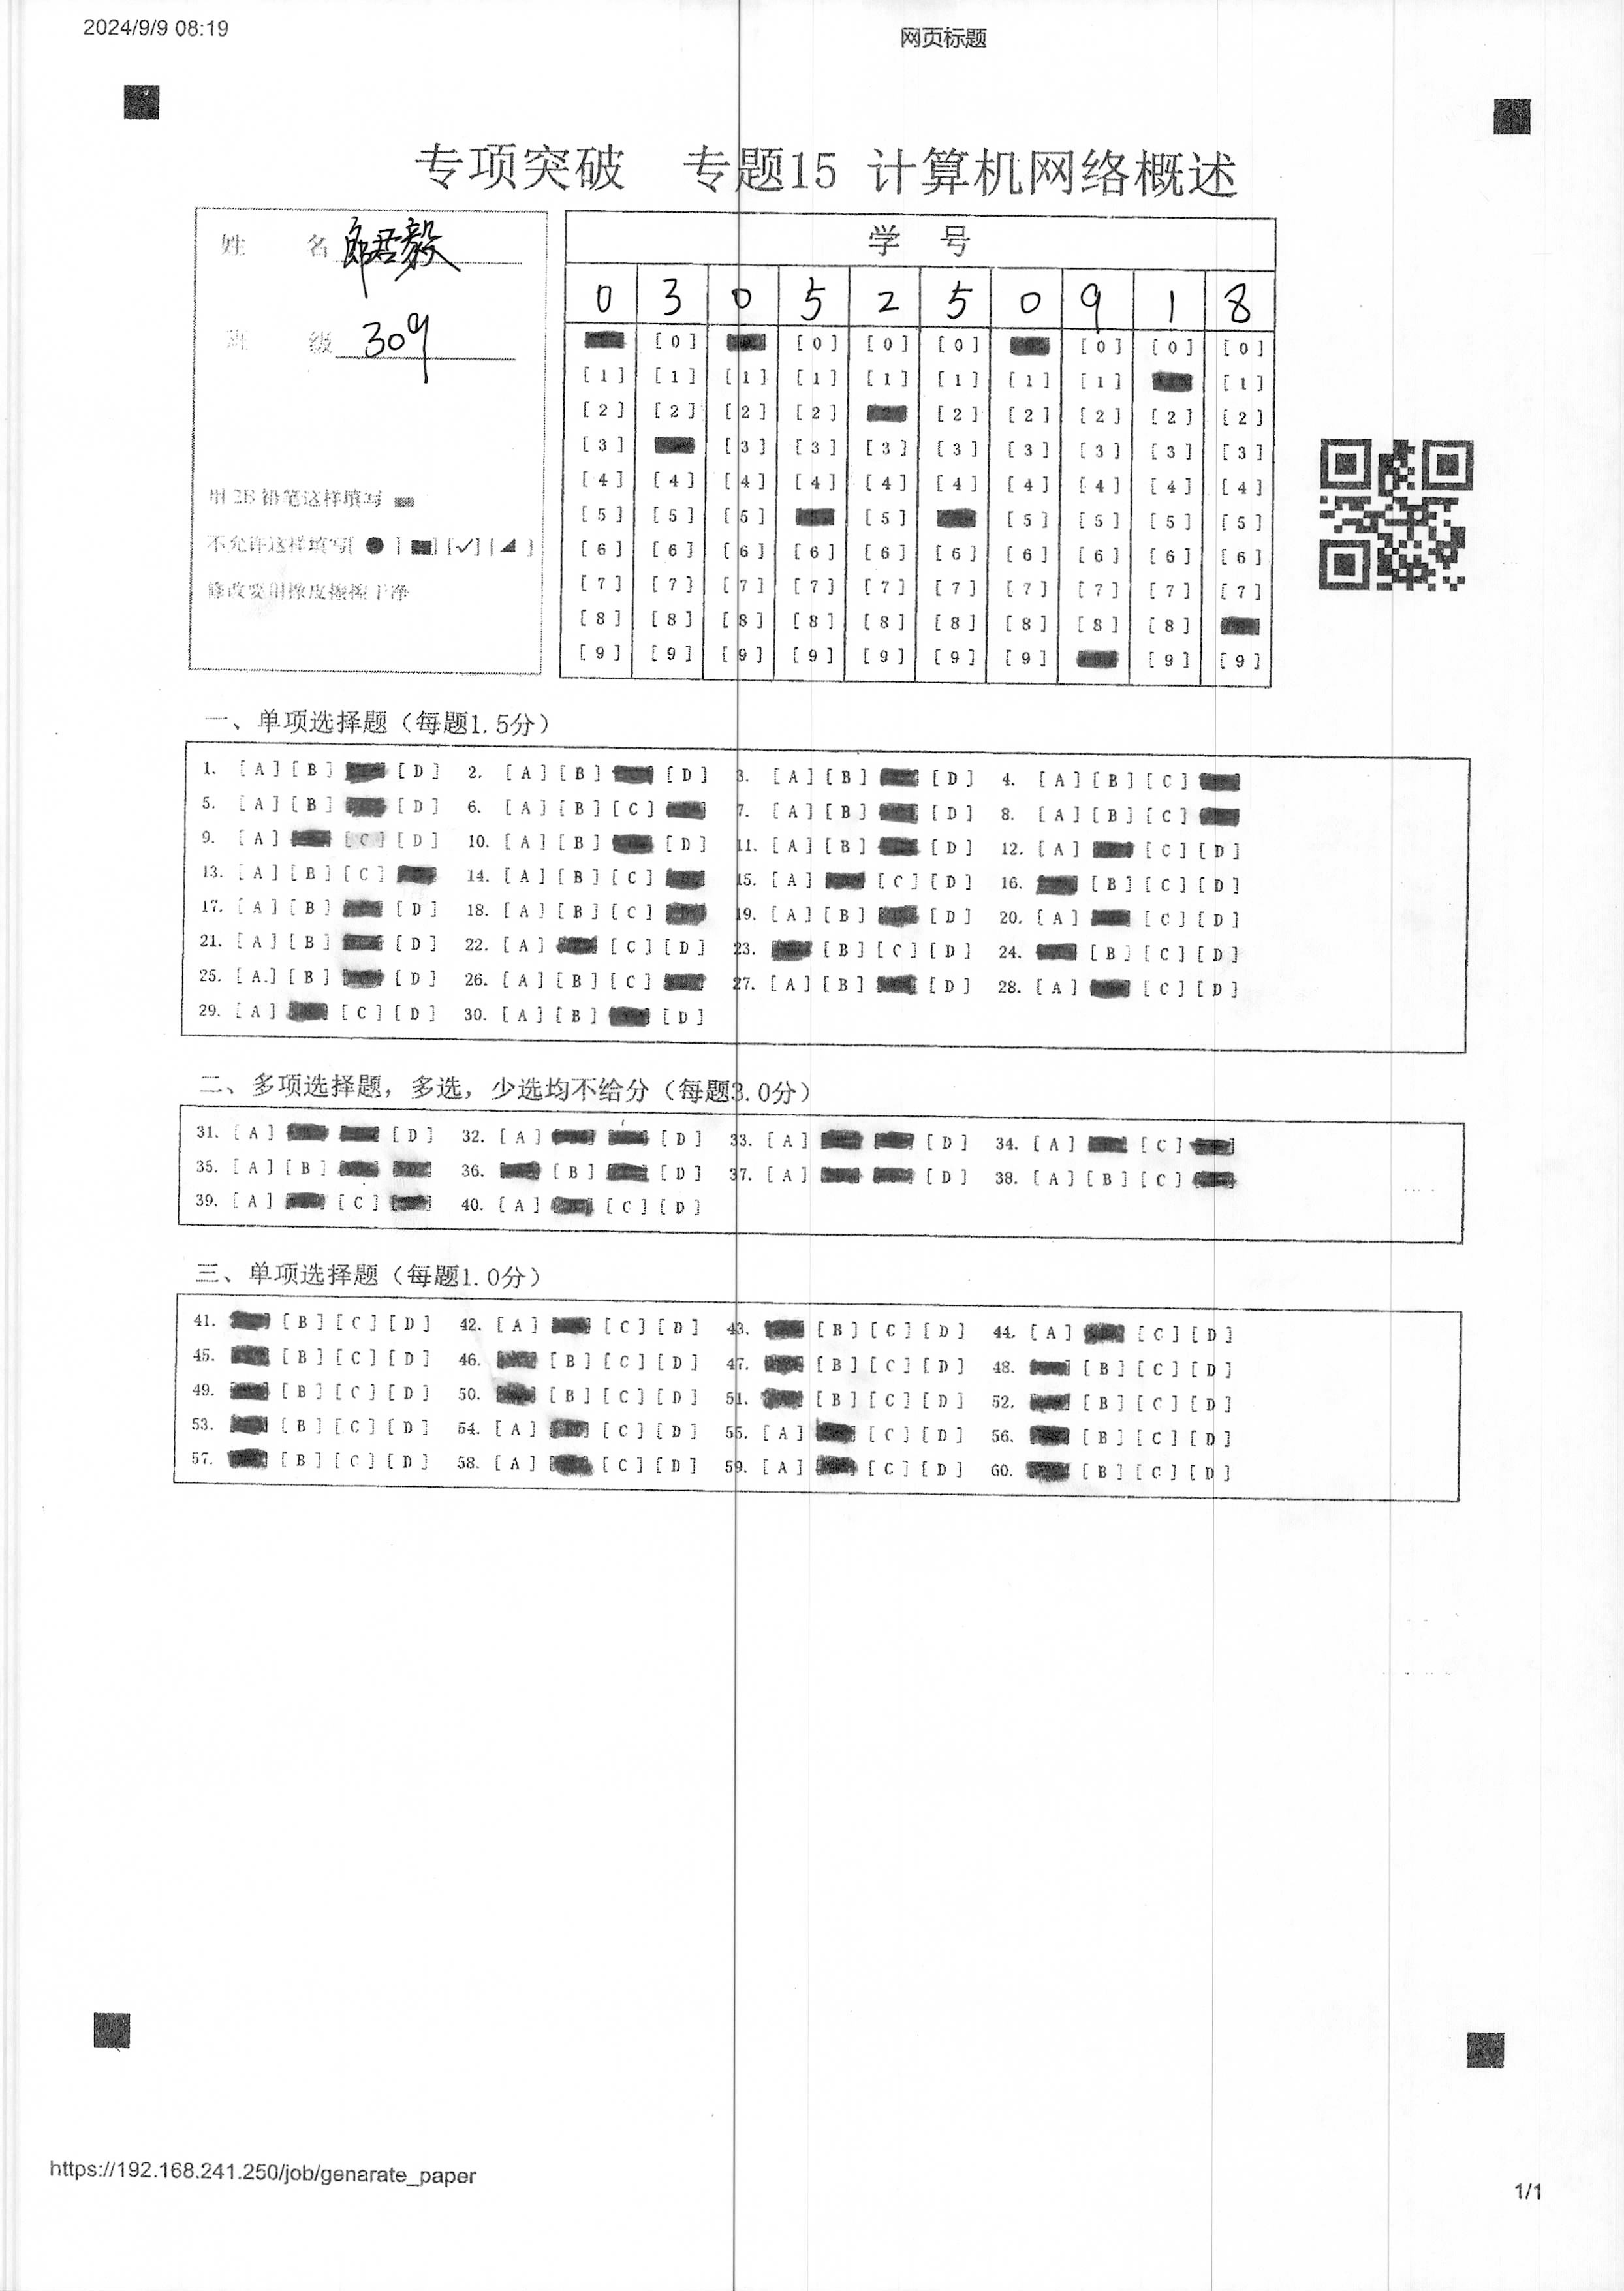 2024/9/9 08:19
网页标题
专项突破 专题15 计算机网络概述
姓 名 郎君毅
班 级 309
用 2B 铅笔这样填写
不允许这样填写[ ● ] [■] [✓] [◢]
修改要用橡皮擦擦干净
学 号
0 3 0 5 2 5 0 9 1 8
[0] [0] [0] [0] [0] [0]
[1] [1] [1] [1] [1] [1] [1] [1] [1]
[2] [2] [2] [2] [2] [2] [2] [2] [2]
[3] [3] [3] [3] [3] [3] [3] [3] [3]
[4] [4] [4] [4] [4] [4] [4] [4] [4] [4]
[5] [5] [5] [5] [5] [5] [5] [5]
[6] [6] [6] [6] [6] [6] [6] [6] [6] [6]
[7] [7] [7] [7] [7] [7] [7] [7] [7] [7]
[8] [8] [8] [8] [8] [8] [8] [8] [8]
[9] [9] [9] [9] [9] [9] [9] [9] [9]
一、单项选择题（每题1.5分）
1. [A] [B] [D] 2. [A] [B] [D] 3. [A] [B] [D] 4. [A] [B] [C]
5. [A] [B] [D] 6. [A] [B] [C] 7. [A] [B] [D] 8. [A] [B] [C]
9. [A] [C] [D] 10. [A] [B] [D] 11. [A] [B] [D] 12. [A] [C] [D]
13. [A] [B] [C] 14. [A] [B] [C] 15. [A] [C] [D] 16. [B] [C] [D]
17. [A] [B] [D] 18. [A] [B] [C] 19. [A] [B] [D] 20. [A] [C] [D]
21. [A] [B] [D] 22. [A] [C] [D] 23. [B] [C] [D] 24. [B] [C] [D]
25. [A] [B] [D] 26. [A] [B] [C] 27. [A] [B] [D] 28. [A] [C] [D]
29. [A] [C] [D] 30. [A] [B] [D]
二、多项选择题，多选，少选均不给分（每题3.0分）
31. [A] [D] 32. [A] [D] 33. [A] [D] 34. [A] [C]
35. [A] [B] 36. [B] [D] 37. [A] [D] 38. [A] [B] [C]
39. [A] [C] 40. [A] [C] [D]
三、单项选择题（每题1.0分）
41. [B] [C] [D] 42. [A] [C] [D] 43. [B] [C] [D] 44. [A] [C] [D]
45. [B] [C] [D] 46. [B] [C] [D] 47. [B] [C] [D] 48. [B] [C] [D]
49. [B] [C] [D] 50. [B] [C] [D] 51. [B] [C] [D] 52. [B] [C] [D]
53. [B] [C] [D] 54. [A] [C] [D] 55. [A] [C] [D] 56. [B] [C] [D]
57. [B] [C] [D] 58. [A] [C] [D] 59. [A] [C] [D] 60. [B] [C] [D]
https://192.168.241.250/job/genarate_paper
1/1